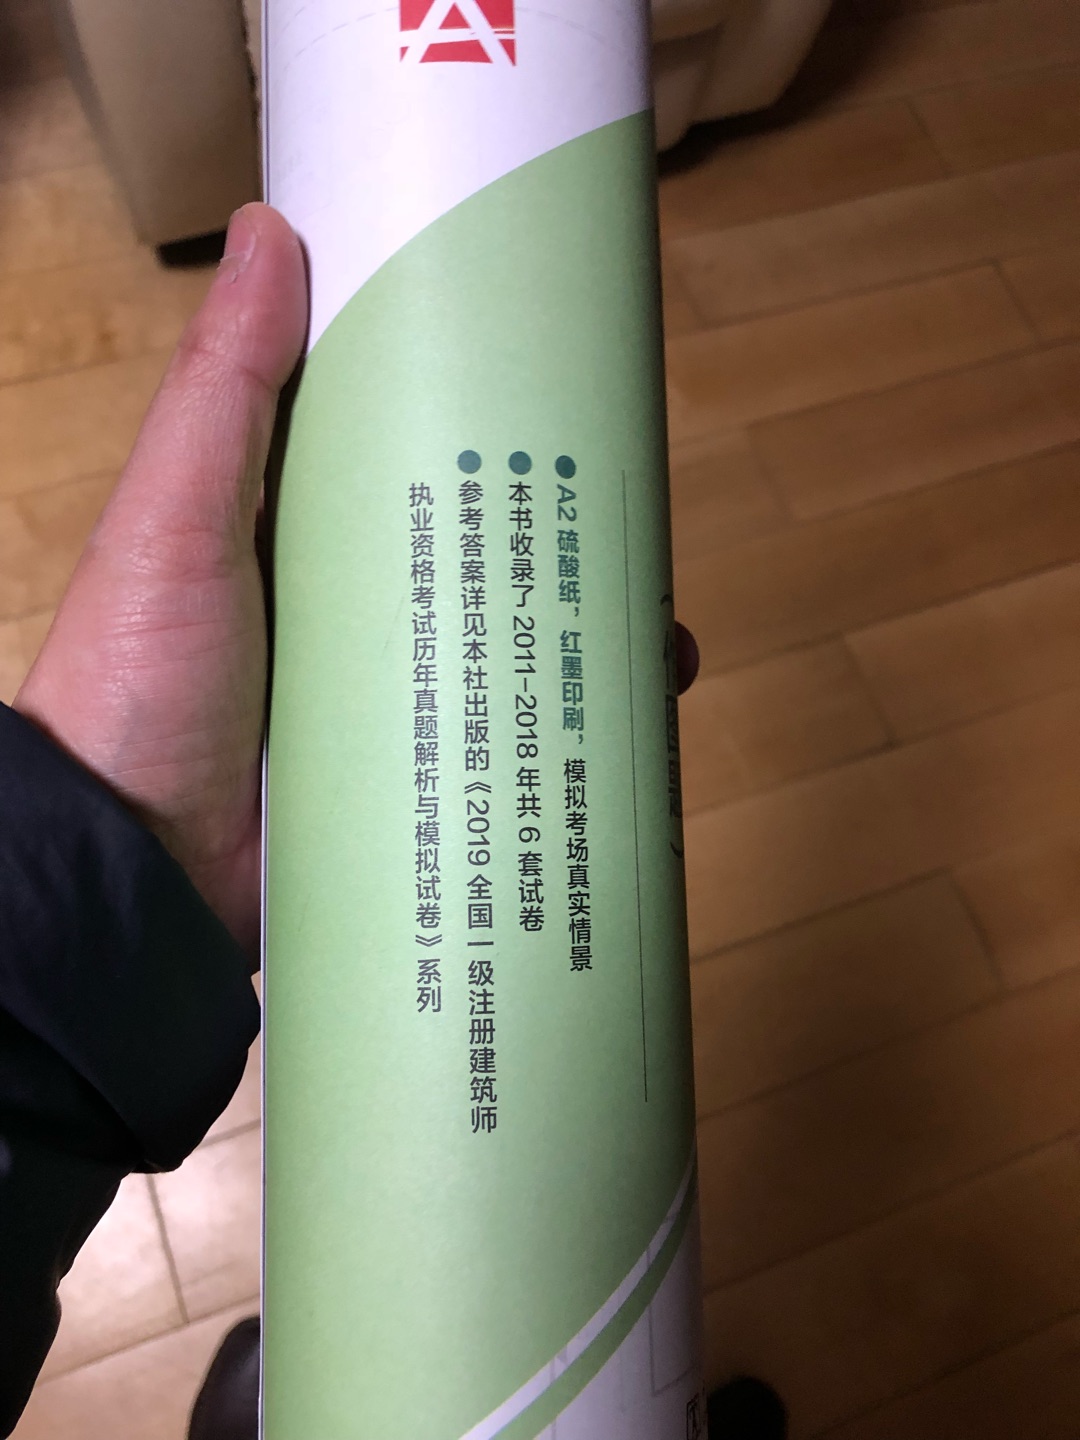 A2 硫酸纸，红墨印刷，模拟考场真实情景
本书收录了 2011-2018 年共 6 套试卷
参考答案详见本社出版的《2019 全国一级注册建筑师
执业资格考试历年真题解析与模拟试卷》系列